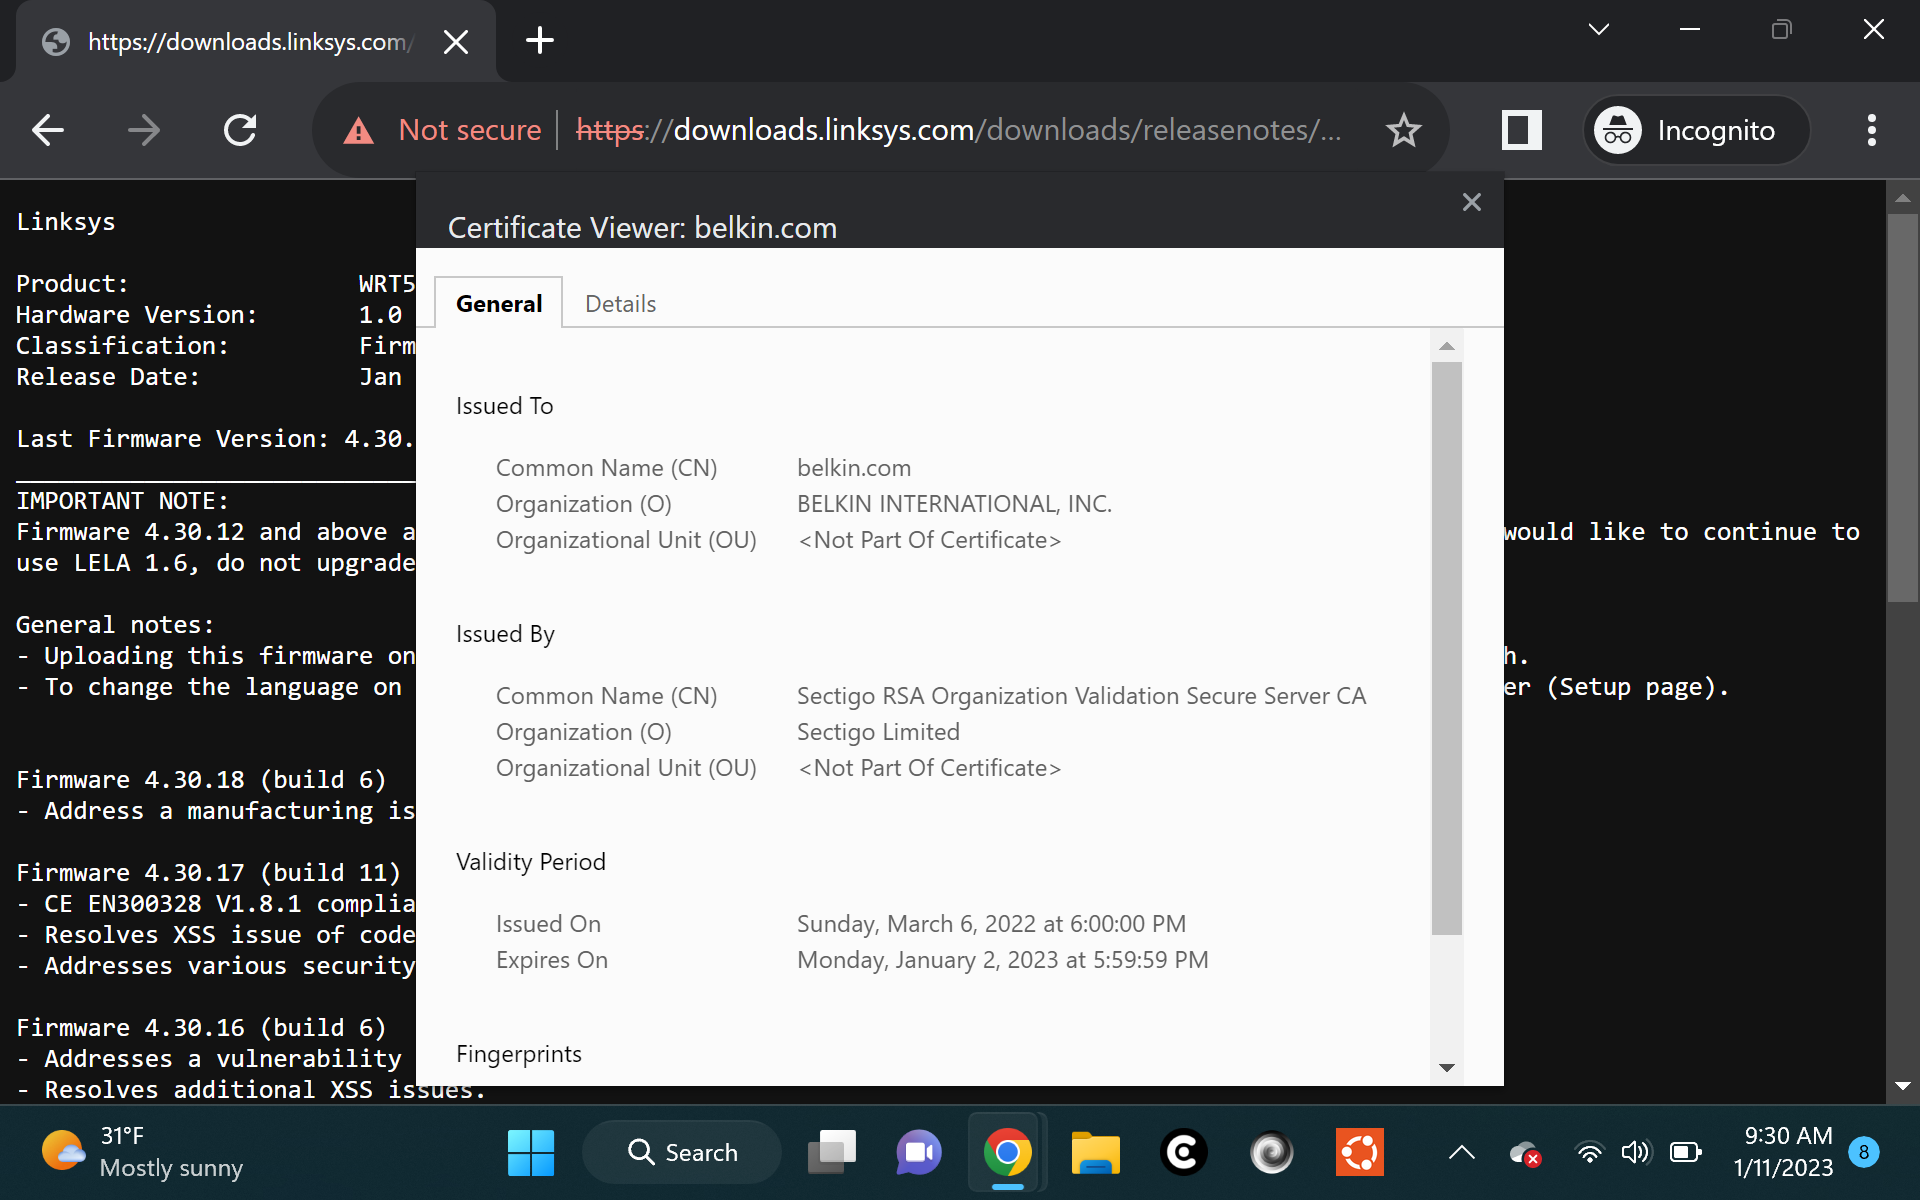 https://downloads.linksys.com/
Not secure
https://downloads.linksys.com/downloads/releasenotes/...
Incognito
Linksys
Product: WRT5
Hardware Version: 1.0
Classification: Firm
Release Date: Jan
Last Firmware Version: 4.30.
IMPORTANT NOTE:
Firmware 4.30.12 and above a
would like to continue to
use LELA 1.6, do not upgrade
General notes:
- Uploading this firmware on
h.
- To change the language on
er (Setup page).
Firmware 4.30.18 (build 6)
- Address a manufacturing is
Firmware 4.30.17 (build 11)
- CE EN300328 V1.8.1 complia
- Resolves XSS issue of code
- Addresses various security
Firmware 4.30.16 (build 6)
- Addresses a vulnerability
- Resolves additional XSS issues.
Certificate Viewer: belkin.com
General Details
Issued To
Common Name (CN) belkin.com
Organization (O) BELKIN INTERNATIONAL, INC.
Organizational Unit (OU) <Not Part Of Certificate>
Issued By
Common Name (CN) Sectigo RSA Organization Validation Secure Server CA
Organization (O) Sectigo Limited
Organizational Unit (OU) <Not Part Of Certificate>
Validity Period
Issued On Sunday, March 6, 2022 at 6:00:00 PM
Expires On Monday, January 2, 2023 at 5:59:59 PM
Fingerprints
31°F
Mostly sunny
Search
9:30 AM
1/11/2023
8